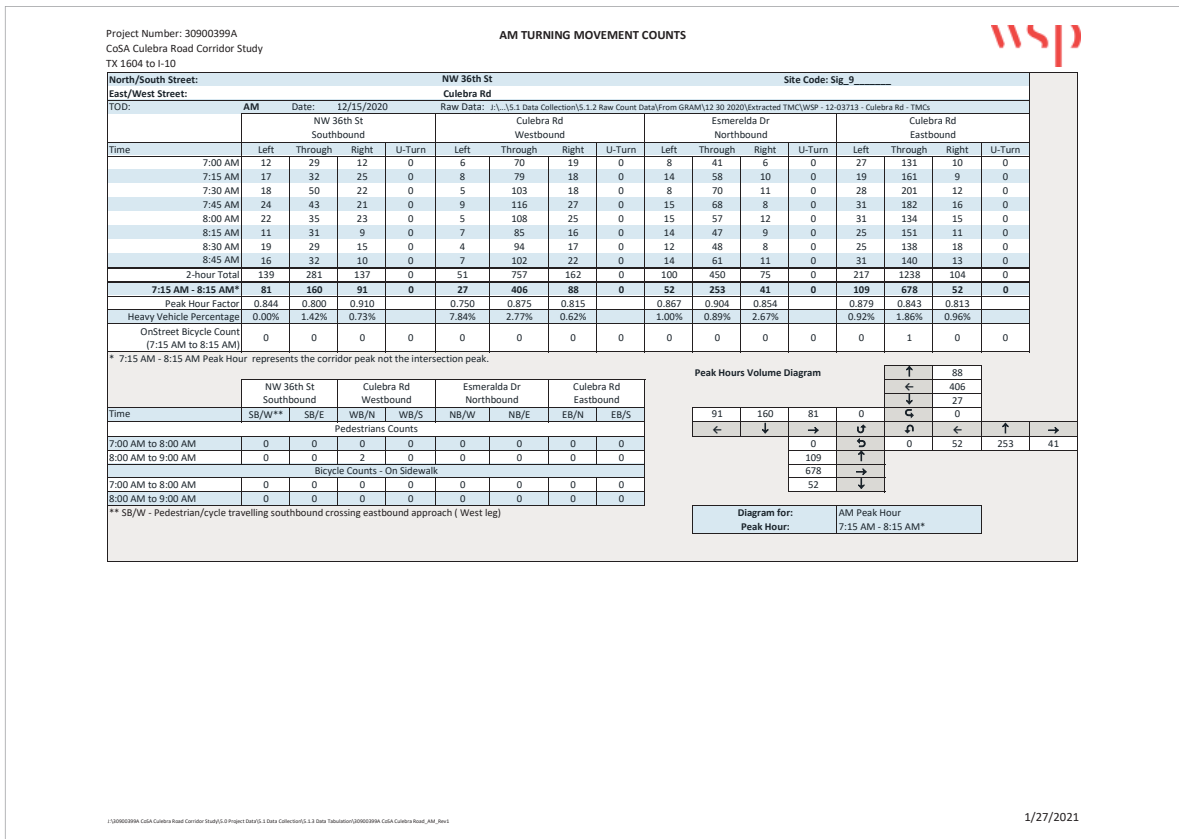 Project Number: 30900399A
CoSA Culebra Road Corridor Study
TX 1604 to I-10
AM TURNING MOVEMENT COUNTS
wsp
North/South Street: NW 36th St Site Code: Sig_9_______
East/West Street: Culebra Rd
TOD: AM Date: 12/15/2020 Raw Data: J:\...\5.1 Data Collection\5.1.2 Raw Count Data\From GRAM\12 30 2020\Extracted TMC\WSP - 12-03713 - Culebra Rd - TMCs
NW 36th St Culebra Rd Esmerelda Dr Culebra Rd
Southbound Westbound Northbound Eastbound
Time Left Through Right U-Turn Left Through Right U-Turn Left Through Right U-Turn Left Through Right U-Turn
7:00 AM 12 29 12 0 6 70 19 0 8 41 6 0 27 131 10 0
7:15 AM 17 32 25 0 8 79 18 0 14 58 10 0 19 161 9 0
7:30 AM 18 50 22 0 5 103 18 0 8 70 11 0 28 201 12 0
7:45 AM 24 43 21 0 9 116 27 0 15 68 8 0 31 182 16 0
8:00 AM 22 35 23 0 5 108 25 0 15 57 12 0 31 134 15 0
8:15 AM 11 31 9 0 7 85 16 0 14 47 9 0 25 151 11 0
8:30 AM 19 29 15 0 4 94 17 0 12 48 8 0 25 138 18 0
8:45 AM 16 32 10 0 7 102 22 0 14 61 11 0 31 140 13 0
2-hour Total 139 281 137 0 51 757 162 0 100 450 75 0 217 1238 104 0
7:15 AM - 8:15 AM* 81 160 91 0 27 406 88 0 52 253 41 0 109 678 52 0
Peak Hour Factor 0.844 0.800 0.910 0.750 0.875 0.815 0.867 0.904 0.854 0.879 0.843 0.813
Heavy Vehicle Percentage 0.00% 1.42% 0.73% 7.84% 2.77% 0.62% 1.00% 0.89% 2.67% 0.92% 1.86% 0.96%
OnStreet Bicycle Count
(7:15 AM to 8:15 AM) 0 0 0 0 0 0 0 0 0 0 0 0 0 1 0 0
* 7:15 AM - 8:15 AM Peak Hour represents the corridor peak not the intersection peak.
NW 36th St Culebra Rd Esmeralda Dr Culebra Rd
Southbound Westbound Northbound Eastbound
Time SB/W** SB/E WB/N WB/S NB/W NB/E EB/N EB/S
Pedestrians Counts
7:00 AM to 8:00 AM 0 0 0 0 0 0 0 0
8:00 AM to 9:00 AM 0 0 2 0 0 0 0 0
Bicycle Counts - On Sidewalk
7:00 AM to 8:00 AM 0 0 0 0 0 0 0 0
8:00 AM to 9:00 AM 0 0 0 0 0 0 0 0
** SB/W - Pedestrian/cycle travelling southbound crossing eastbound approach ( West leg)
Peak Hours Volume Diagram
↑ 88
← 406
↓ 27
91 160 81 0 0
← ↓ → ← ↑ →
0 0 52 253 41
109 ↑
678 →
52 ↓
Diagram for: AM Peak Hour
Peak Hour: 7:15 AM - 8:15 AM*
J:\30900399A CoSA Culebra Road Corridor Study\5.0 Project Data\5.1 Data Collection\5.1.3 Data Tabulation\30900399A CoSA Culebra Road_AM_Rev1
1/27/2021